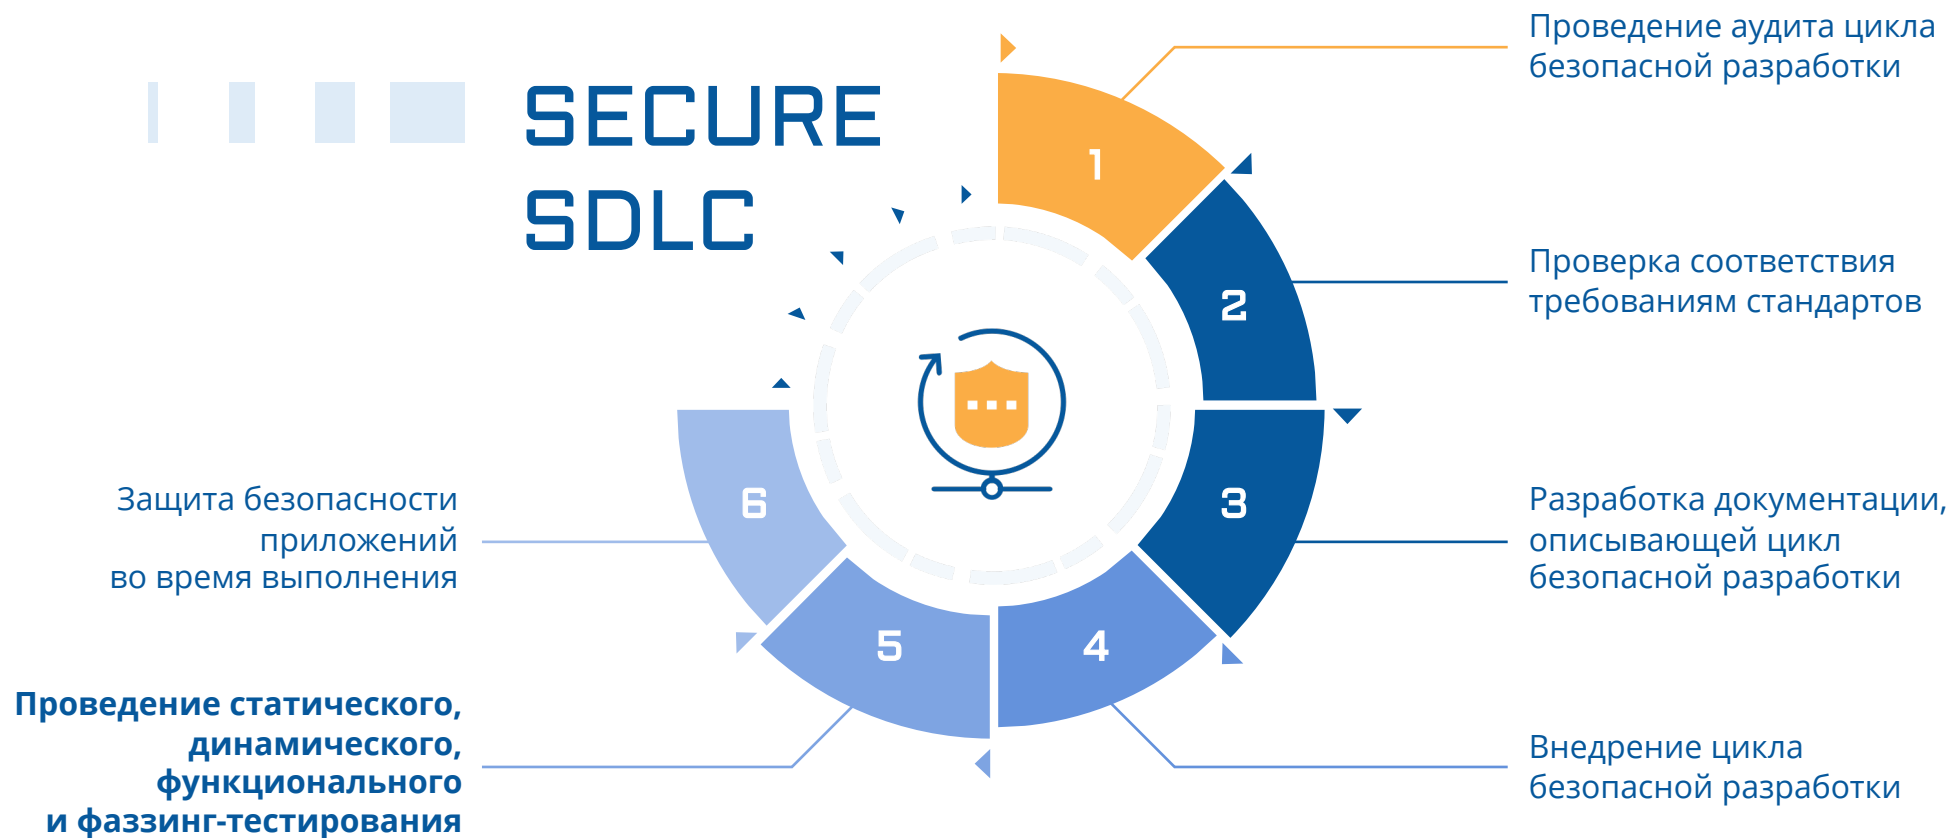 SECURE
SDLC
1
Проведение аудита цикла
безопасной разработки
2
Проверка соответствия
требованиям стандартов
3
Разработка документации,
описывающей цикл
безопасной разработки
4
Внедрение цикла
безопасной разработки
5
Проведение статического,
динамического,
функционального
и фаззинг-тестирования
6
Защита безопасности
приложений
во время выполнения